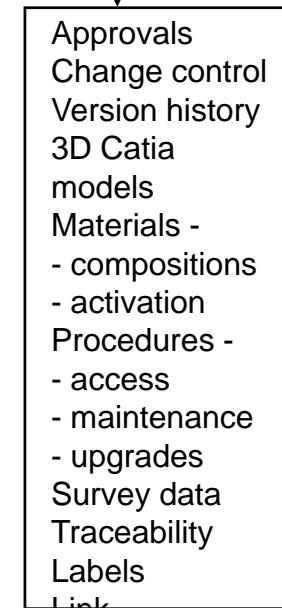 Approvals
Change control
Version history
3D Catia
models
Materials -
- compositions
- activation
Procedures -
- access
- maintenance
- upgrades
Survey data
Traceability
Labels
Link